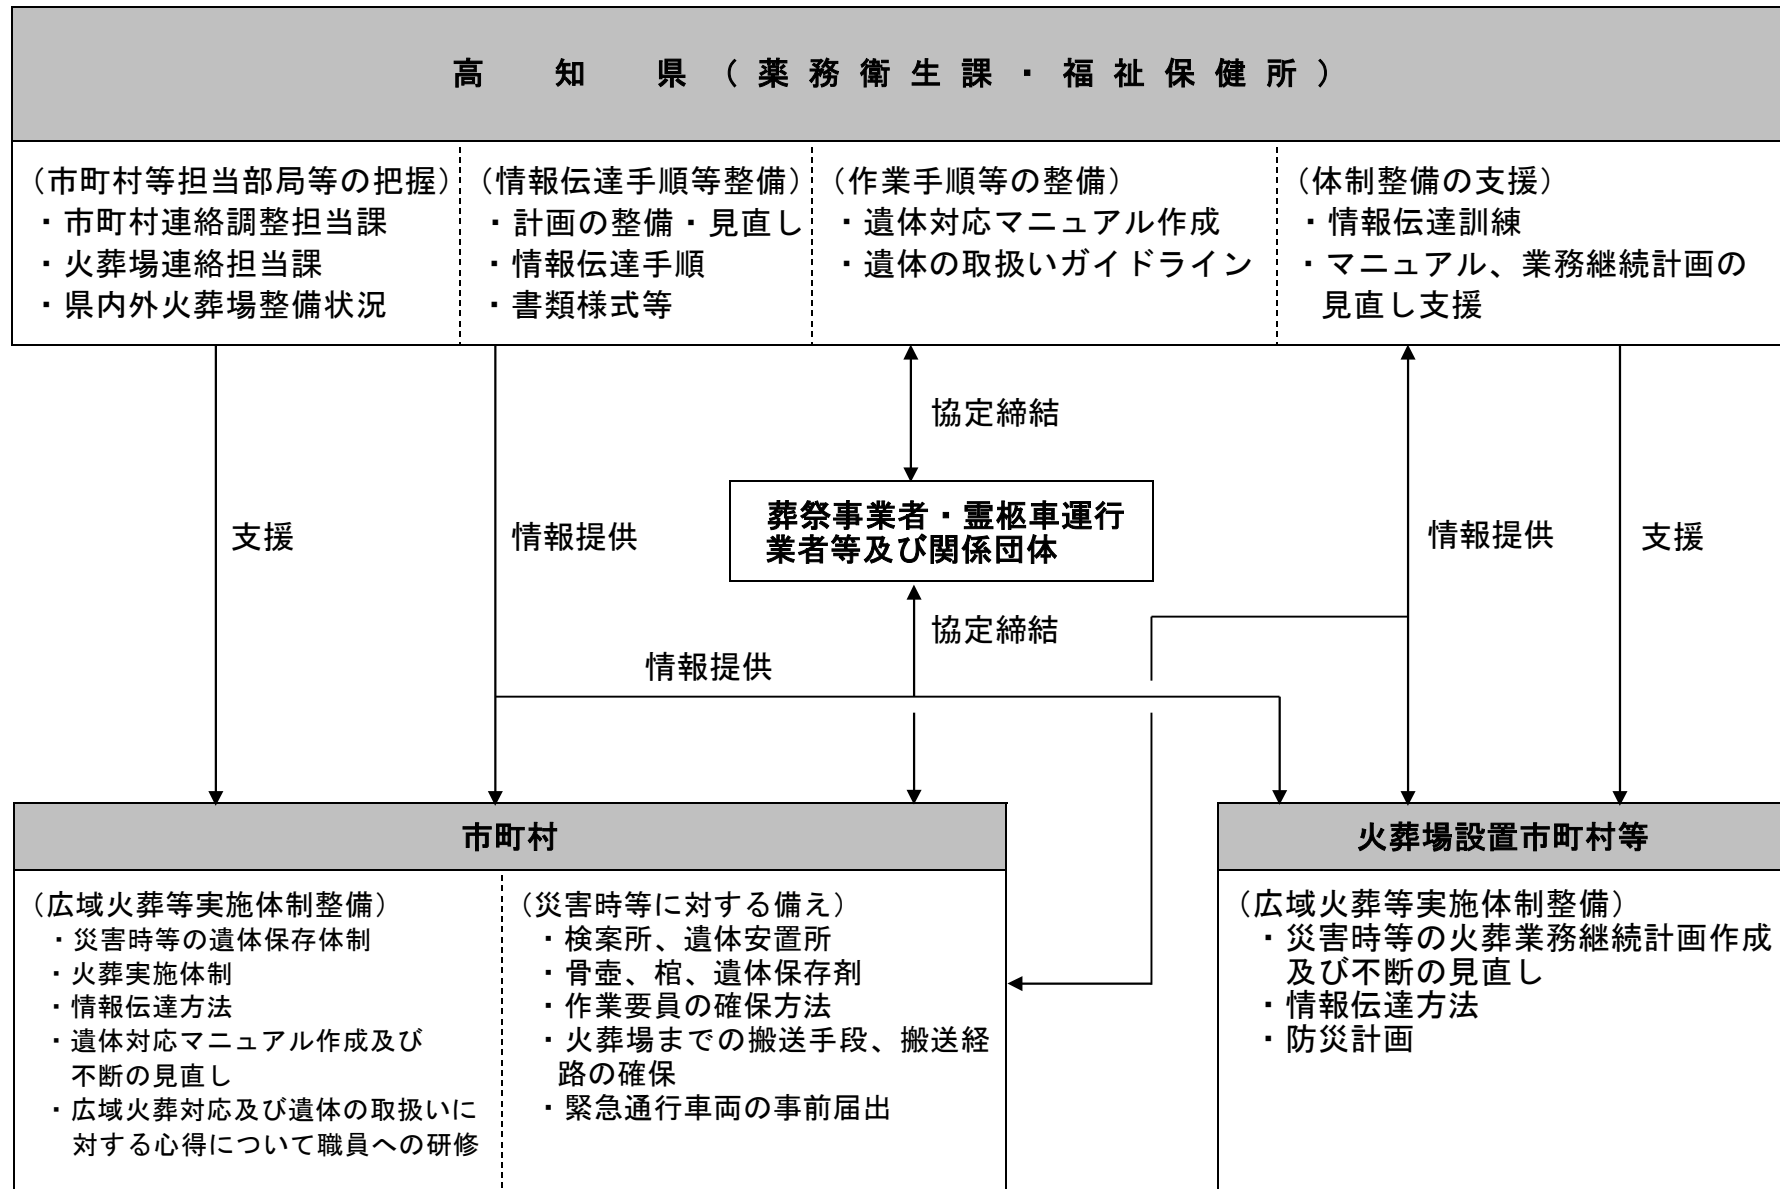 高知県（薬務衛生課・福祉保健所）
（市町村等担当部局等の把握）
・市町村連絡調整担当課
・火葬場連絡担当課
・県内外火葬場整備状況
（情報伝達手順等整備）
・計画の整備・見直し
・情報伝達手順
・書類様式等
（作業手順等の整備）
・遺体対応マニュアル作成
・遺体の取扱いガイドライン
（体制整備の支援）
・情報伝達訓練
・マニュアル、業務継続計画の
見直し支援
協定締結
葬祭事業者・霊柩車運行
業者等及び関係団体
支援
情報提供
情報提供
支援
協定締結
情報提供
市町村
（広域火葬等実施体制整備）
・災害時等の遺体保存体制
・火葬実施体制
・情報伝達方法
・遺体対応マニュアル作成及び
不断の見直し
・広域火葬対応及び遺体の取扱いに
対する心得について職員への研修
（災害時等に対する備え）
・検案所、遺体安置所
・骨壺、棺、遺体保存剤
・作業要員の確保方法
・火葬場までの搬送手段、搬送経
路の確保
・緊急通行車両の事前届出
火葬場設置市町村等
（広域火葬等実施体制整備）
・災害時等の火葬業務継続計画作成
及び不断の見直し
・情報伝達方法
・防災計画